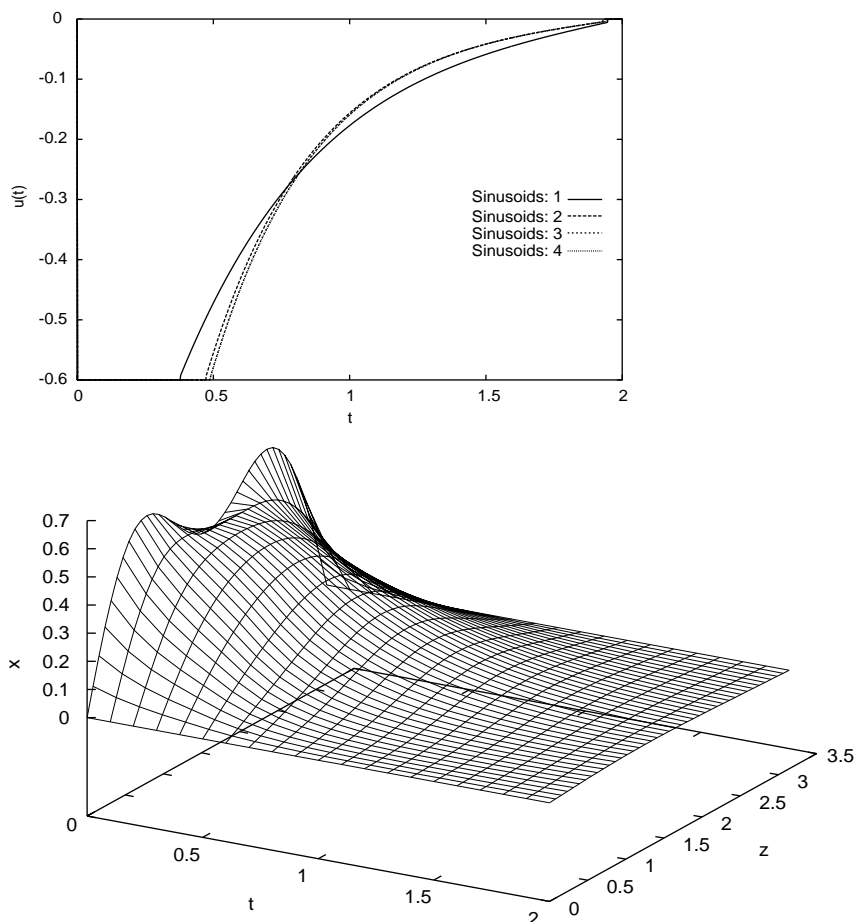 0
-0.1
-0.2
-0.3
-0.4
-0.5
-0.6
u(t)
Sinusoids: 1
Sinusoids: 2
Sinusoids: 3
Sinusoids: 4
0 0.5 1 1.5 2
t
0.7
0.6
0.5
0.4
0.3
0.2
0.1
0
x
0
0.5
1
1.5
2
t
0
0.5
1
1.5
2
2.5
3
3.5
z